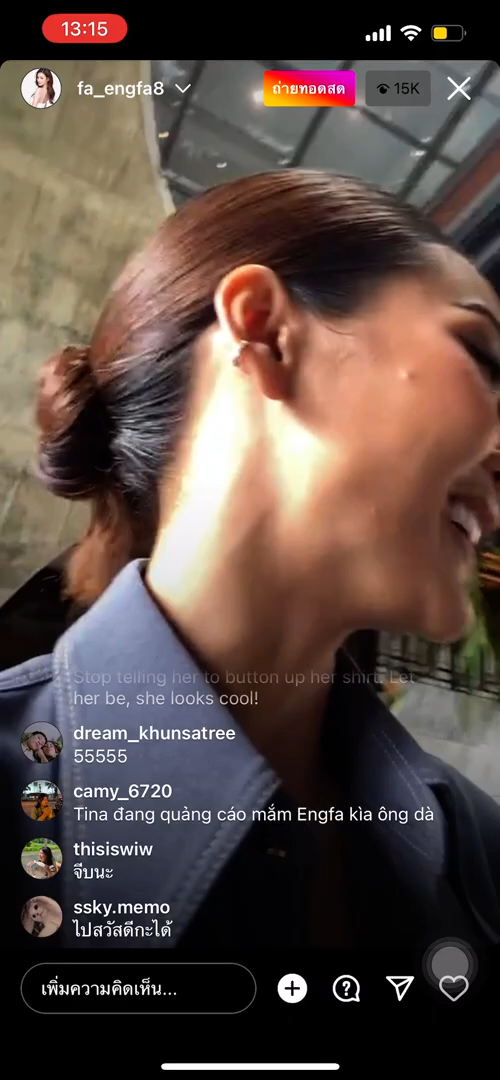 13:15
fa_engfa8
ถ่ายทอดสด
15K
Stop telling her to button up her shirt. Let
her be, she looks cool!
dream_khunsatree
55555
camy_6720
Tina đang quảng cáo mắm Engfa kìa ông dà
thisiswiw
จีบนะ
ssky.memo
ไปสวัสดีกะได้
เพิ่มความคิดเห็น...